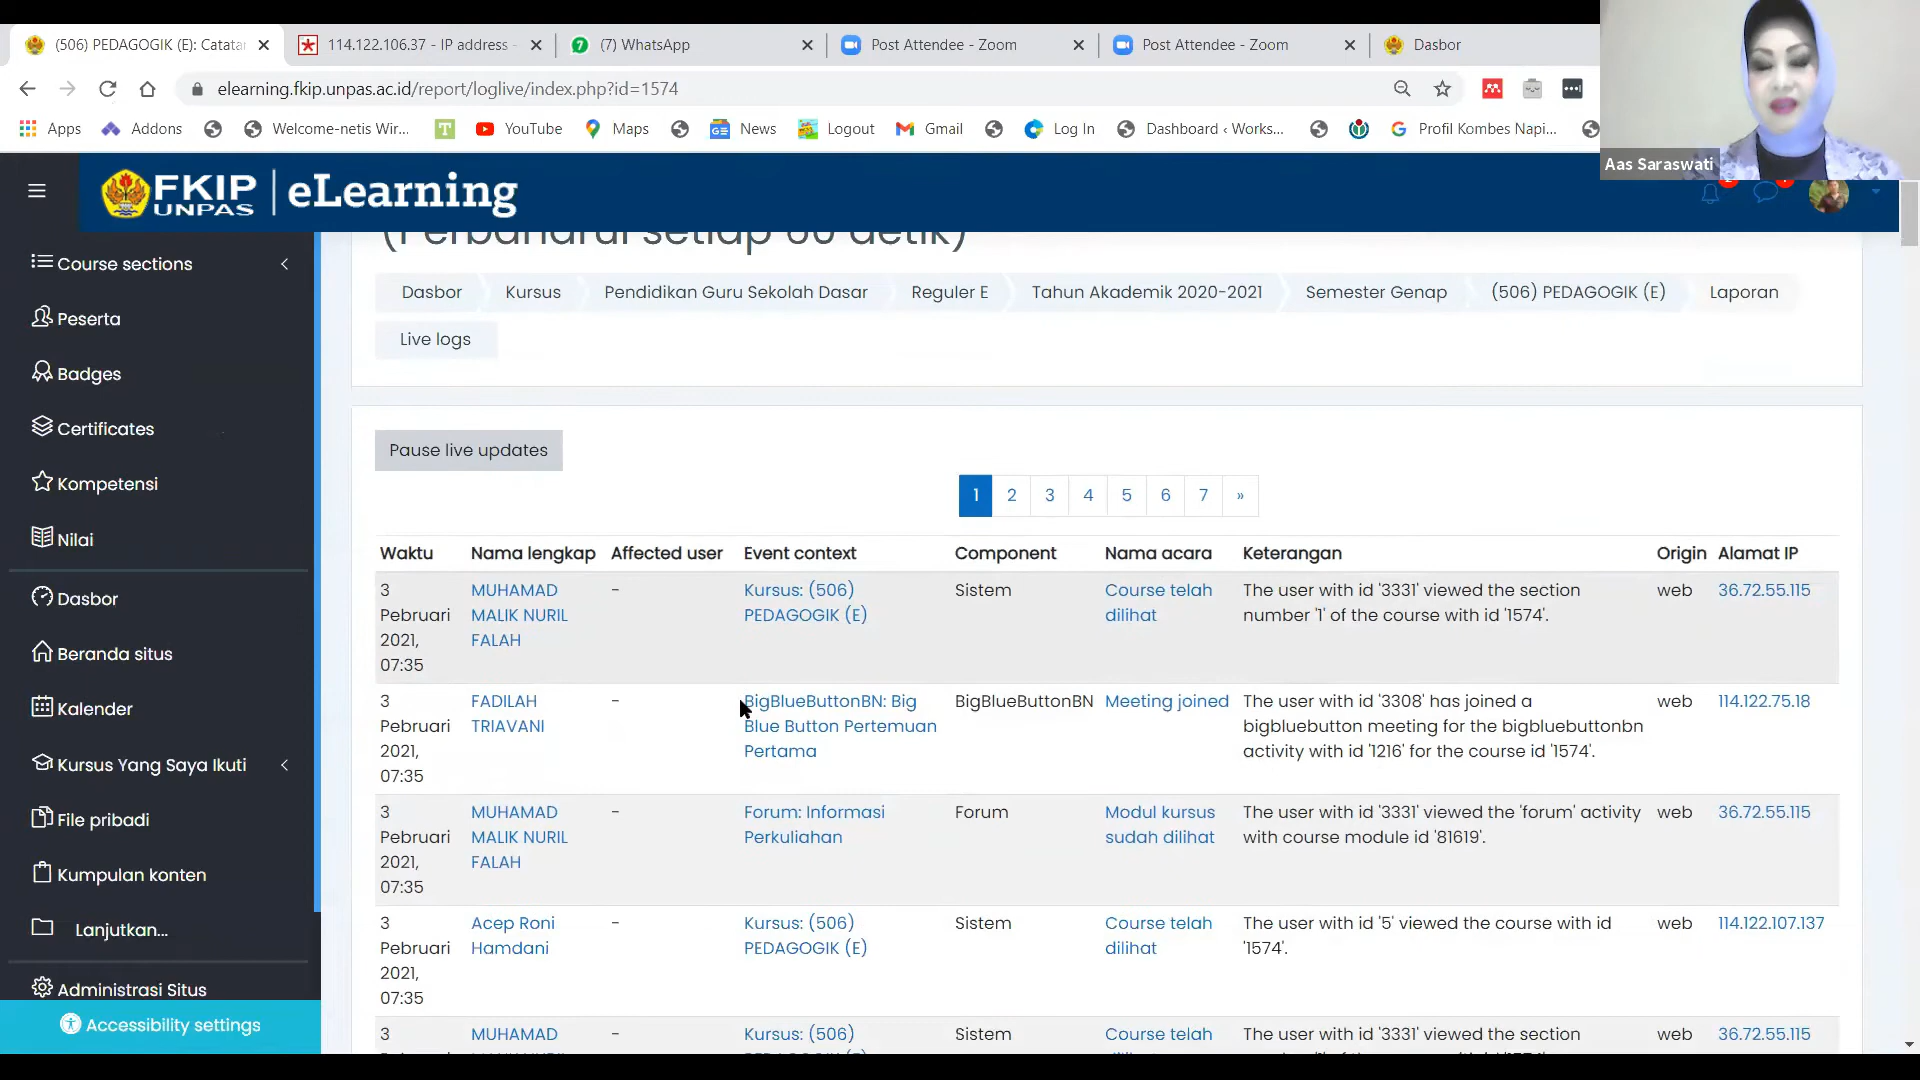 (506) PEDAGOGIK (E): Catatan
114.122.106.37 - IP address
(7) WhatsApp
Post Attendee - Zoom
Post Attendee - Zoom
Dasbor
elearning.fkip.unpas.ac.id/report/loglive/index.php?id=1574
Apps
Addons
Welcome-netis Wir...
YouTube
Maps
News
Logout
Gmail
Log In
Dashboard ‹ Works...
Profil Kombes Napi...
Aas Saraswati
FKIP UNPAS | eLearning
(Perbaharui setiap 60 detik)
Dasbor
Kursus
Pendidikan Guru Sekolah Dasar
Reguler E
Tahun Akademik 2020-2021
Semester Genap
(506) PEDAGOGIK (E)
Laporan
Live logs
Course sections
Peserta
Badges
Certificates
Kompetensi
Nilai
Dasbor
Beranda situs
Kalender
Kursus Yang Saya Ikuti
File pribadi
Kumpulan konten
Lanjutkan...
Administrasi Situs
Accessibility settings
Pause live updates
1 2 3 4 5 6 7 »
Waktu Nama lengkap Affected user Event context Component Nama acara Keterangan Origin Alamat IP
3 MUHAMAD - Kursus: (506) Sistem Course telah The user with id '3331' viewed the section web 36.72.55.115
Pebruari MALIK NURIL PEDAGOGIK (E) dilihat number '1' of the course with id '1574'.
2021, FALAH
07:35
3 FADILAH - BigBlueButtonBN: Big BigBlueButtonBN Meeting joined The user with id '3308' has joined a web 114.122.75.18
Pebruari TRIAVANI Blue Button Pertemuan bigbluebutton meeting for the bigbluebuttonbn
2021, Pertama activity with id '1216' for the course id '1574'.
07:35
3 MUHAMAD - Forum: Informasi Forum Modul kursus The user with id '3331' viewed the 'forum' activity web 36.72.55.115
Pebruari MALIK NURIL Perkuliahan sudah dilihat with course module id '81619'.
2021, FALAH
07:35
3 Acep Roni - Kursus: (506) Sistem Course telah The user with id '5' viewed the course with id web 114.122.107.137
Pebruari Hamdani PEDAGOGIK (E) dilihat '1574'.
2021,
07:35
3 MUHAMAD - Kursus: (506) Sistem Course telah The user with id '3331' viewed the section web 36.72.55.115